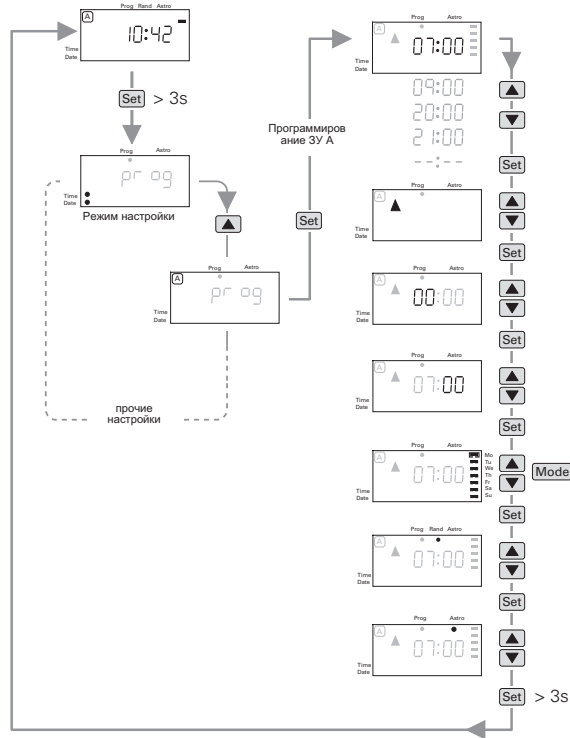 Prog Rand Astro
A
10:42
Time
Date
Set > 3s
Prog Astro
prog
Time
Date
Режим настройки
▲
Prog Astro
A
prog
Time
Date
прочие
настройки
Программиров
ание ЗУ А
Set
Prog Astro
A
07:00
Time
Date
09:00
20:00
21:00
--:--
▲
▼
Set
Prog Astro
A
Time
Date
▲
▼
Set
Prog Astro
A
00:00
Time
Date
▲
▼
Set
Prog Astro
A
07:00
Time
Date
▲
▼
Set
Prog Astro
A
07:00
Mo
Tu
We
Th
Fr
Sa
Su
Time
Date
▲
▼
Mode
Set
Prog Rand Astro
A
07:00
Time
Date
▲
▼
Set
Prog Astro
A
07:00
Time
Date
▲
▼
Set > 3s